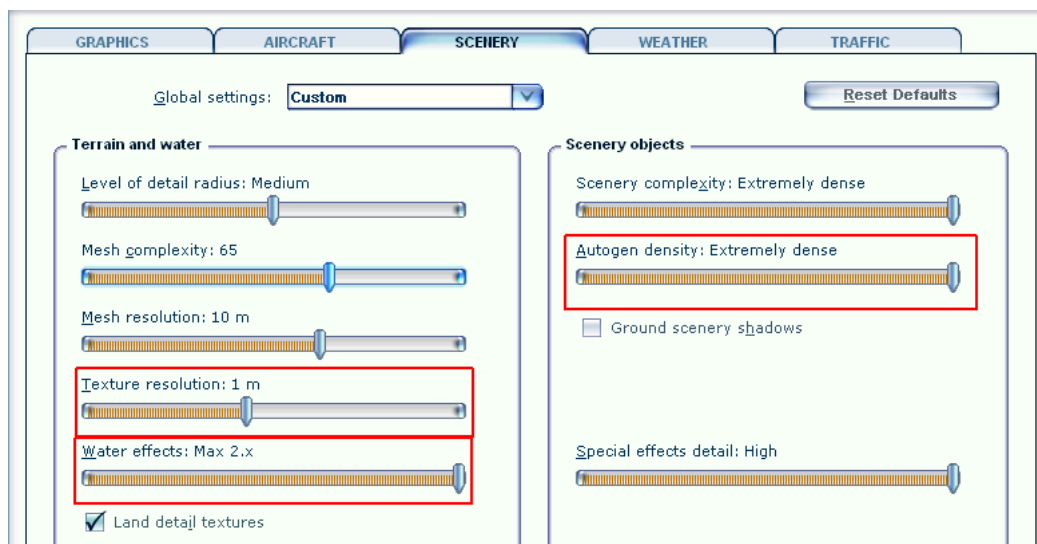 GRAPHICS AIRCRAFT SCENERY WEATHER TRAFFIC
Global settings: Custom Reset Defaults
Terrain and water
Level of detail radius: Medium
Mesh complexity: 65
Mesh resolution: 10 m
Texture resolution: 1 m
Water effects: Max 2.x
Land detail textures
Scenery objects
Scenery complexity: Extremely dense
Autogen density: Extremely dense
Ground scenery shadows
Special effects detail: High